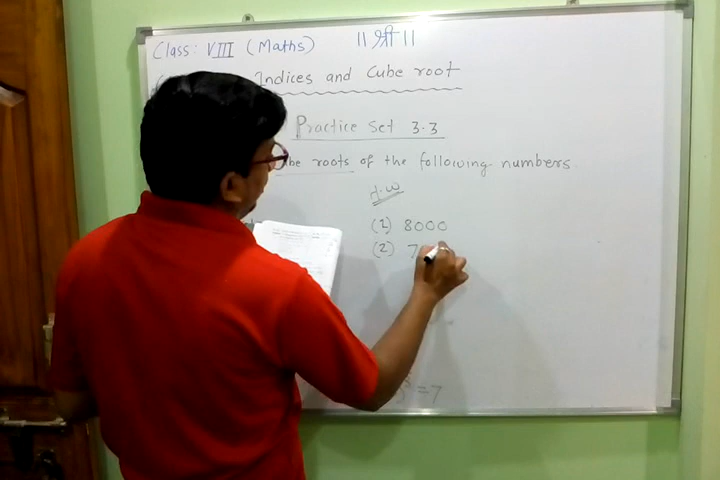 Class: VIII (Maths) ॥ श्री ॥
Indices and Cube root
Practice Set 3.3
be roots of the following numbers.
H.W
(1) 8000
(2) 7
= 7